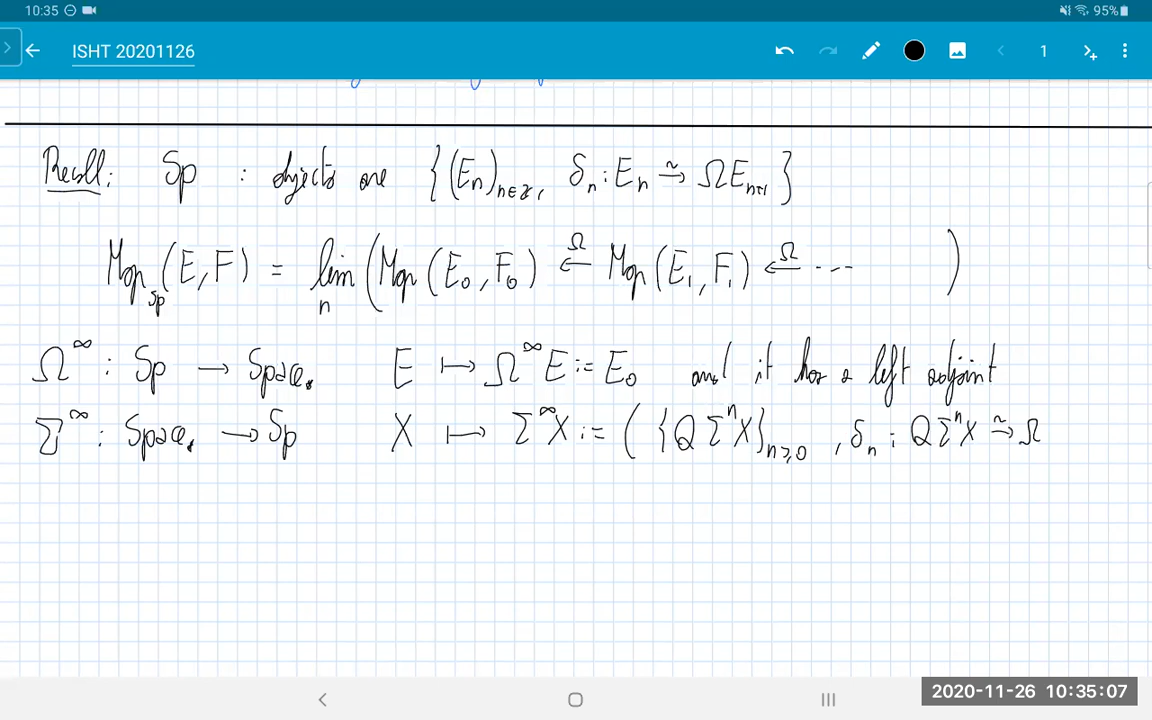 10:35 95%
ISHT 20201126 1
Recall: Sp : objects are {(Eₙ)ₙ∈ℤ, δₙ : Eₙ ≃→ ΩEₙ₊₁}
Map_Sp(E, F) = lim_n (Map(E₀, F₀) ←Ω Map(E₁, F₁) ←Ω ... )
Ω^∞ : Sp → Space. E ↦ Ω^∞E := E₀ and it has a left adjoint
Σ^∞ : Space. → Sp X ↦ Σ^∞X := ({QΣⁿX}ₙ≥₀, δₙ : QΣⁿX ≃→ Ω
2020-11-26 10:35:07